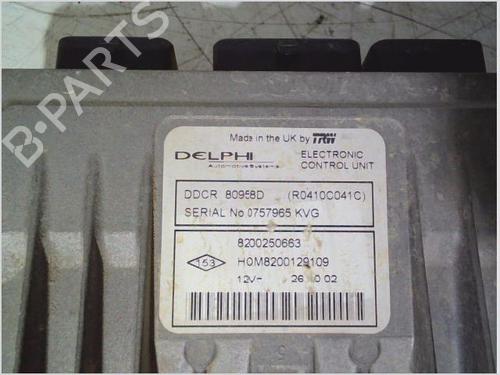 B-PARTS
Made in the UK by TRW
DELPHI
Automotive Systems
ELECTRONIC
CONTROL UNIT
DDCR 80958D (R0410C041C)
SERIAL No 0757965 KVG
8200250663
153 HOM8200129109
12V 26 10 02